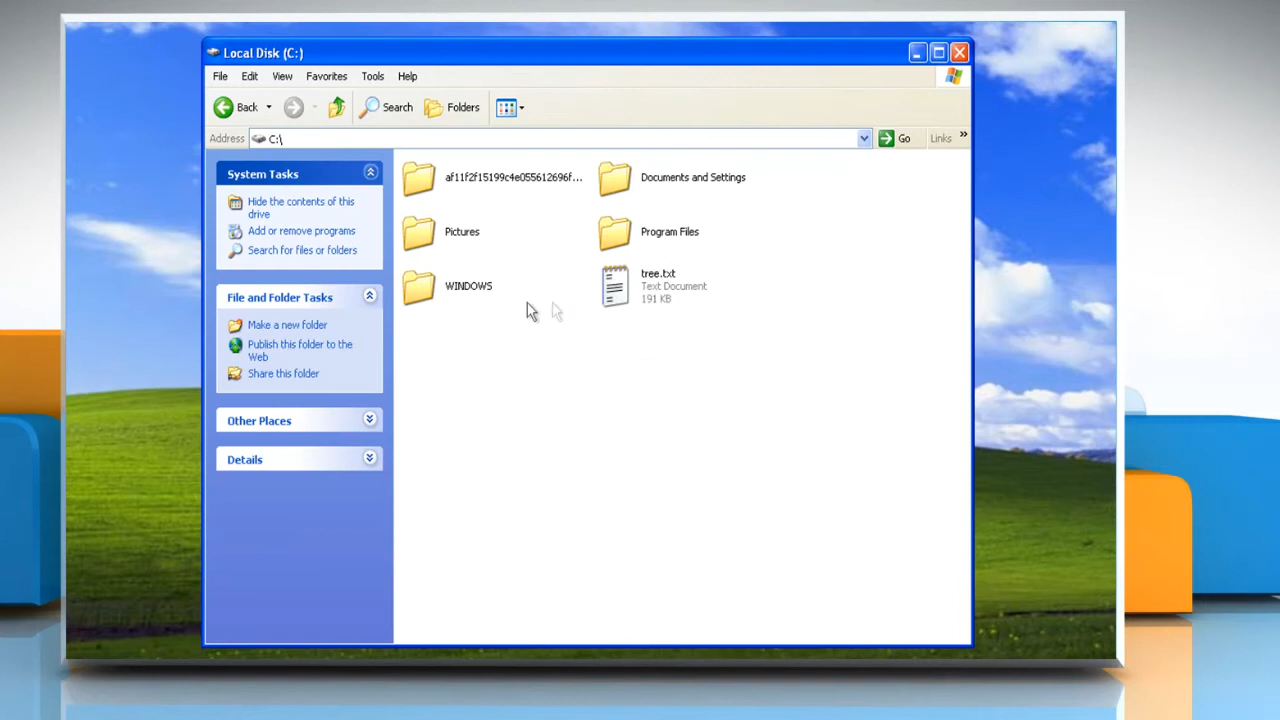 Local Disk (C:)
File Edit View Favorites Tools Help
Back Search Folders
Address C:\ Go Links »
System Tasks
Hide the contents of this
drive
Add or remove programs
Search for files or folders
File and Folder Tasks
Make a new folder
Publish this folder to the
Web
Share this folder
Other Places
Details
af11f2f15199c4e055612696f... Documents and Settings
Pictures Program Files
WINDOWS
tree.txt
Text Document
191 KB